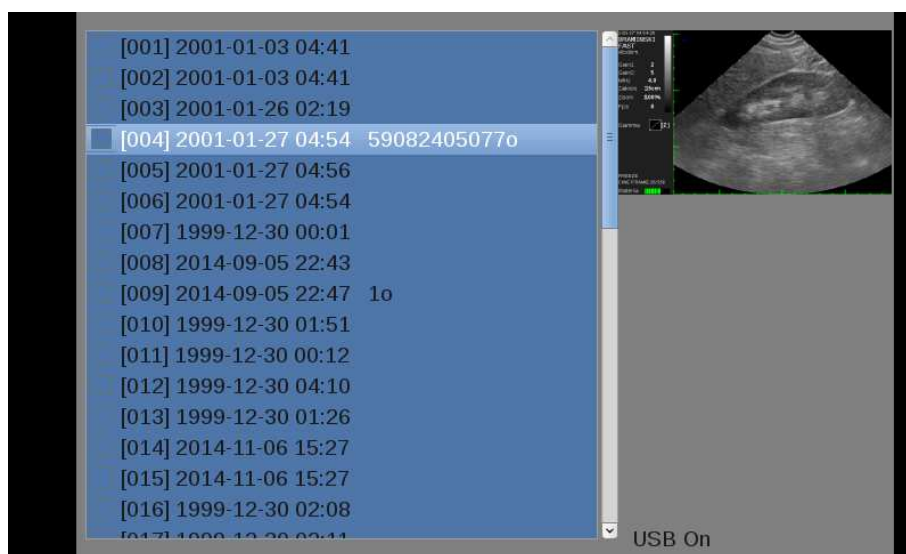 [001] 2001-01-03 04:41
[002] 2001-01-03 04:41
[003] 2001-01-26 02:19
[004] 2001-01-27 04:54 59082405077o
[005] 2001-01-27 04:56
[006] 2001-01-27 04:54
[007] 1999-12-30 00:01
[008] 2014-09-05 22:43
[009] 2014-09-05 22:47 1o
[010] 1999-12-30 01:51
[011] 1999-12-30 00:12
[012] 1999-12-30 04:10
[013] 1999-12-30 01:26
[014] 2014-11-06 15:27
[015] 2014-11-06 15:27
[016] 1999-12-30 02:08
FAST
Gain1 2
Gain2 5
USB On